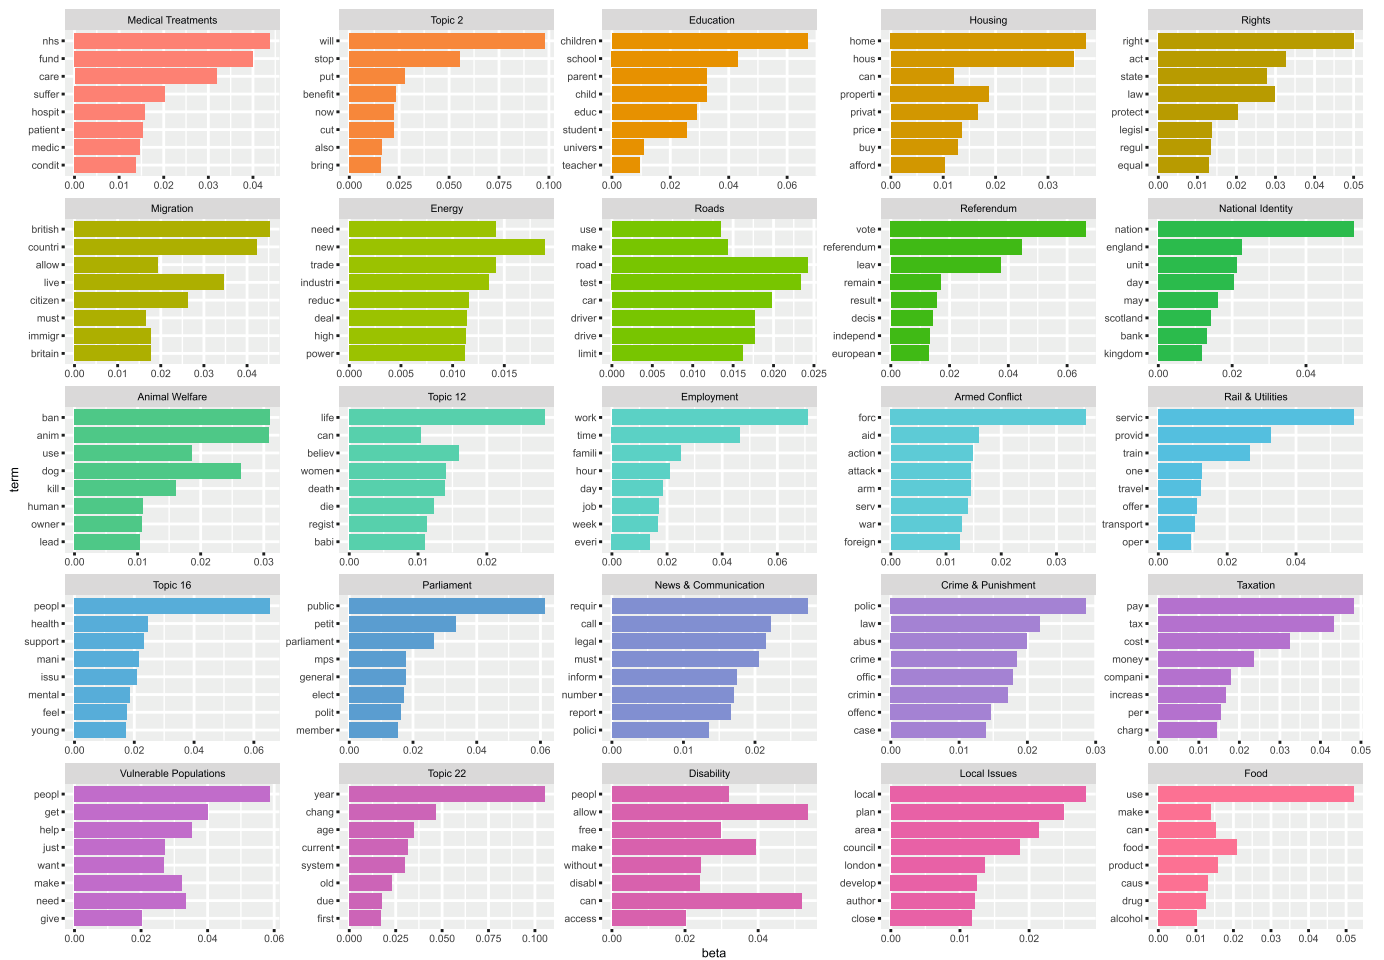 Medical Treatments
nhs
fund
care
suffer
hospit
patient
medic
condit
0.00 0.01 0.02 0.03 0.04
Topic 2
will
stop
put
benefit
now
cut
also
bring
0.000 0.025 0.050 0.075 0.100
Education
children
school
parent
child
educ
student
univers
teacher
0.00 0.02 0.04 0.06
Housing
home
hous
can
properti
privat
price
buy
afford
0.00 0.01 0.02 0.03
Rights
right
act
state
law
protect
legisl
regul
equal
0.00 0.01 0.02 0.03 0.04 0.05
Migration
british
countri
allow
live
citizen
must
immigr
britain
0.00 0.01 0.02 0.03 0.04
Energy
need
new
trade
industri
reduc
deal
high
power
0.000 0.005 0.010 0.015
Roads
use
make
road
test
car
driver
drive
limit
0.000 0.005 0.010 0.015 0.020 0.025
Referendum
vote
referendum
leav
remain
result
decis
independ
european
0.00 0.02 0.04 0.06
National Identity
nation
england
unit
day
may
scotland
bank
kingdom
0.00 0.02 0.04
Animal Welfare
ban
anim
use
dog
kill
human
owner
lead
0.00 0.01 0.02 0.03
Topic 12
life
can
believ
women
death
die
regist
babi
0.00 0.01 0.02
Employment
work
time
famili
hour
day
job
week
everi
0.00 0.02 0.04 0.06
Armed Conflict
forc
aid
action
attack
arm
serv
war
foreign
0.00 0.01 0.02 0.03
Rail & Utilities
servic
provid
train
one
travel
offer
transport
oper
0.00 0.02 0.04
Topic 16
peopl
health
support
mani
issu
mental
feel
young
0.00 0.02 0.04 0.06
Parliament
public
petit
parliament
mps
general
elect
polit
member
0.00 0.02 0.04 0.06
News & Communication
requir
call
legal
must
inform
number
report
polici
0.00 0.01 0.02
Crime & Punishment
polic
law
abus
crime
offic
crimin
offenc
case
0.00 0.01 0.02 0.03
Taxation
pay
tax
cost
money
compani
increas
per
charg
0.00 0.01 0.02 0.03 0.04 0.05
Vulnerable Populations
peopl
get
help
just
want
make
need
give
0.00 0.02 0.04 0.06
Topic 22
year
chang
age
current
system
old
due
first
0.000 0.025 0.050 0.075 0.100
Disability
peopl
allow
free
make
without
disabl
can
access
0.00 0.02 0.04
Local Issues
local
plan
area
council
london
develop
author
close
0.00 0.01 0.02
Food
use
make
can
food
product
caus
drug
alcohol
0.00 0.01 0.02 0.03 0.04 0.05
term
beta